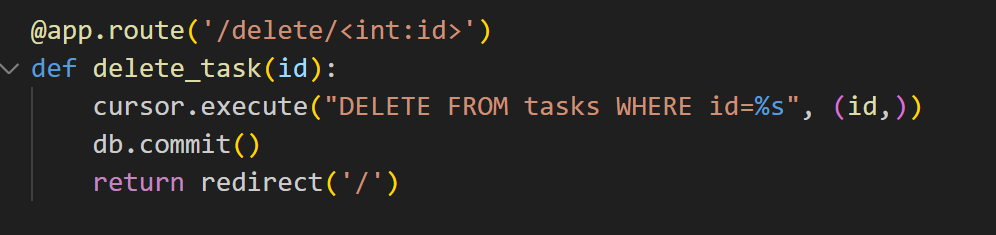 @app.route('/delete/<int:id>')
def delete_task(id):
    cursor.execute("DELETE FROM tasks WHERE id=%s", (id,))
    db.commit()
    return redirect('/')